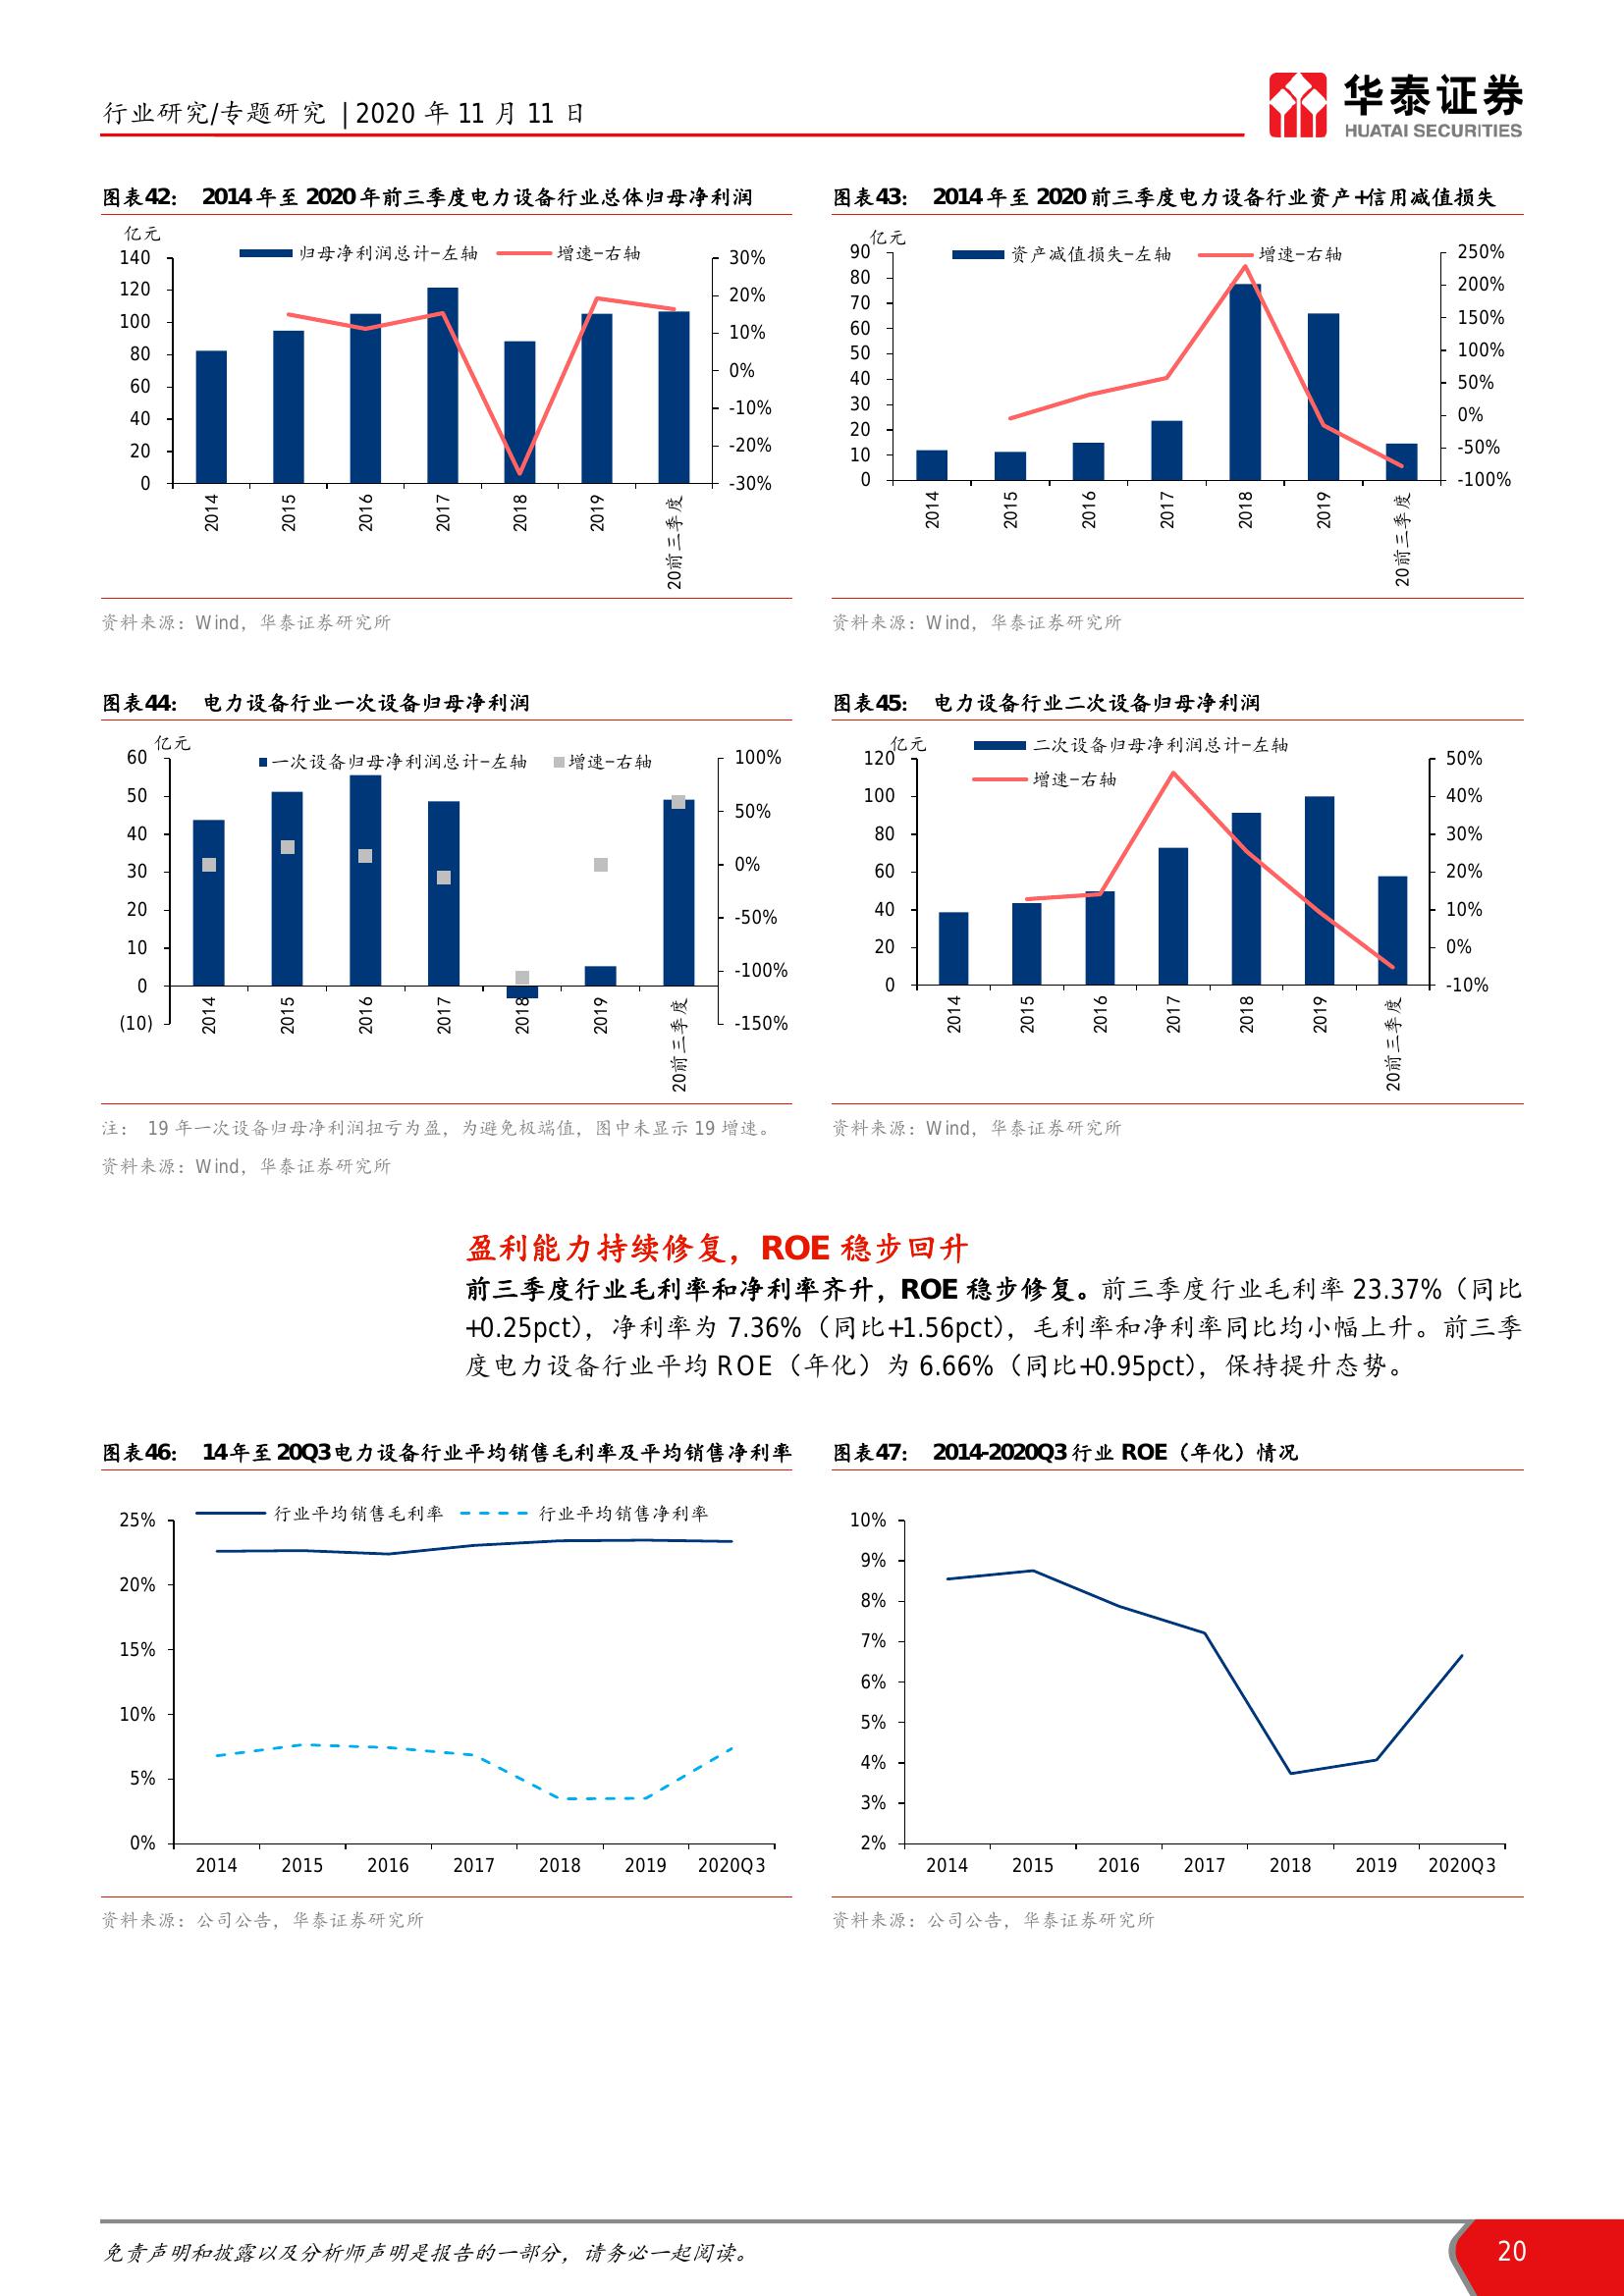 行业研究/专题研究 | 2020 年 11 月 11 日
华泰证券
HUATAI SECURITIES
图表42： 2014 年至 2020 年前三季度电力设备行业总体归母净利润
亿元
归母净利润总计-左轴 增速-右轴
140
120
100
80
60
40
20
0
30%
20%
10%
0%
-10%
-20%
-30%
2014 2015 2016 2017 2018 2019 20前三季度
资料来源：Wind，华泰证券研究所
图表43： 2014 年至 2020 前三季度电力设备行业资产+信用减值损失
亿元
资产减值损失-左轴 增速-右轴
90
80
70
60
50
40
30
20
10
0
250%
200%
150%
100%
50%
0%
-50%
-100%
2014 2015 2016 2017 2018 2019 20前三季度
资料来源：Wind，华泰证券研究所
图表44： 电力设备行业一次设备归母净利润
亿元
一次设备归母净利润总计-左轴 增速-右轴
60
50
40
30
20
10
0
(10)
100%
50%
0%
-50%
-100%
-150%
2014 2015 2016 2017 2018 2019 20前三季度
注： 19 年一次设备归母净利润扭亏为盈，为避免极端值，图中未显示 19 增速。
资料来源：Wind，华泰证券研究所
图表45： 电力设备行业二次设备归母净利润
亿元
二次设备归母净利润总计-左轴
增速-右轴
120
100
80
60
40
20
0
50%
40%
30%
20%
10%
0%
-10%
2014 2015 2016 2017 2018 2019 20前三季度
资料来源：Wind，华泰证券研究所
盈利能力持续修复，ROE 稳步回升
前三季度行业毛利率和净利率齐升，ROE 稳步修复。前三季度行业毛利率 23.37%（同比
+0.25pct），净利率为 7.36%（同比+1.56pct），毛利率和净利率同比均小幅上升。前三季
度电力设备行业平均 ROE（年化）为 6.66%（同比+0.95pct），保持提升态势。
图表46： 14 年至 20Q3 电力设备行业平均销售毛利率及平均销售净利率
行业平均销售毛利率 行业平均销售净利率
25%
20%
15%
10%
5%
0%
2014 2015 2016 2017 2018 2019 2020Q3
资料来源：公司公告，华泰证券研究所
图表47： 2014-2020Q3 行业 ROE（年化）情况
10%
9%
8%
7%
6%
5%
4%
3%
2%
2014 2015 2016 2017 2018 2019 2020Q3
资料来源：公司公告，华泰证券研究所
免责声明和披露以及分析师声明是报告的一部分，请务必一起阅读。
20